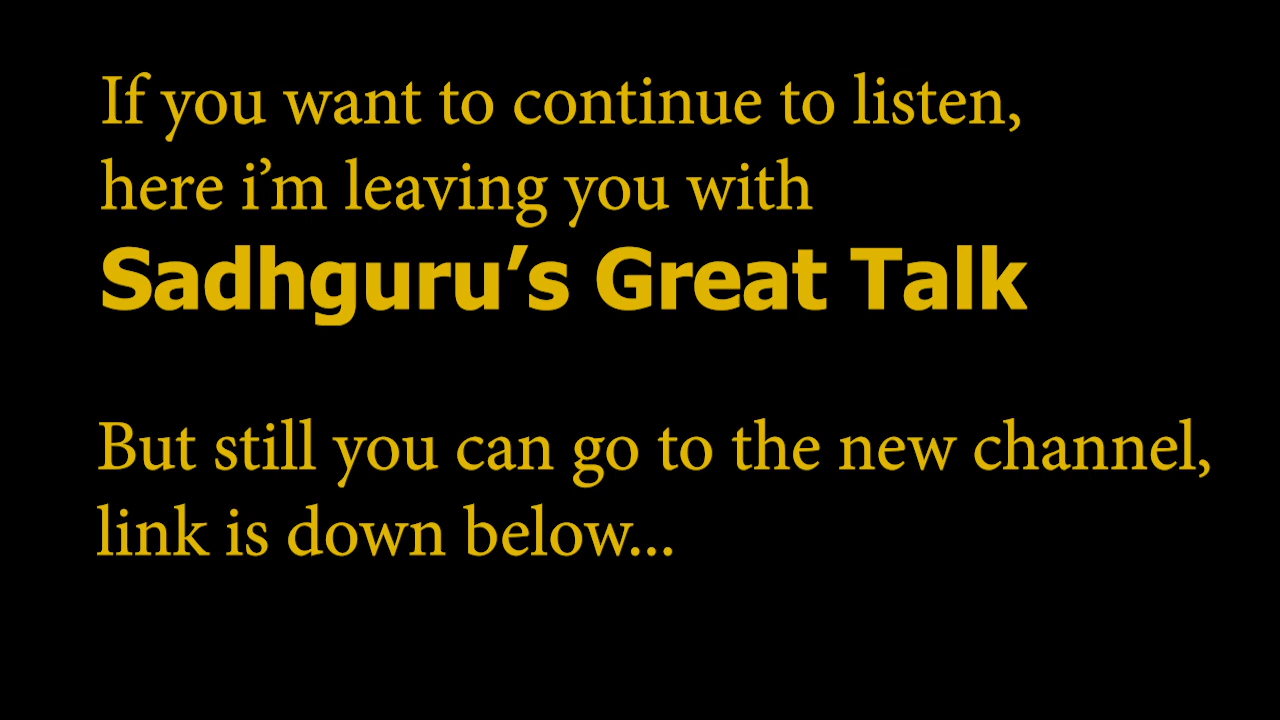 If you want to continue to listen,
here i’m leaving you with
Sadhguru’s Great Talk
But still you can go to the new channel,
link is down below...